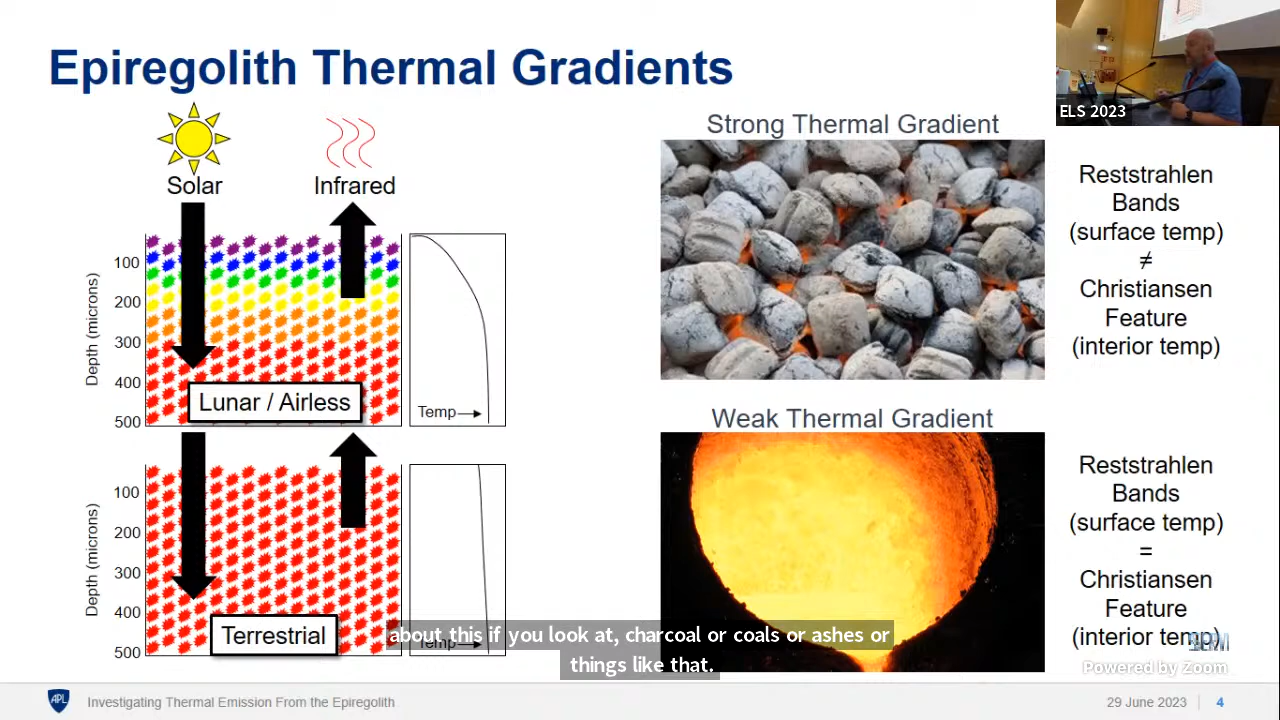 Epiregolith Thermal Gradients
ELS 2023
Solar
Infrared
Depth (microns)
100
200
300
400
500
Lunar / Airless
Temp
Depth (microns)
100
200
300
400
500
Terrestrial
Temp
Strong Thermal Gradient
Reststrahlen
Bands
(surface temp)
≠
Christiansen
Feature
(interior temp)
Weak Thermal Gradient
Reststrahlen
Bands
(surface temp)
=
Christiansen
Feature
(interior temp)
about this if you look at, charcoal or coals or ashes or
things like that.
Powered by Zoom
APL
Investigating Thermal Emission From the Epiregolith
29 June 2023 | 4